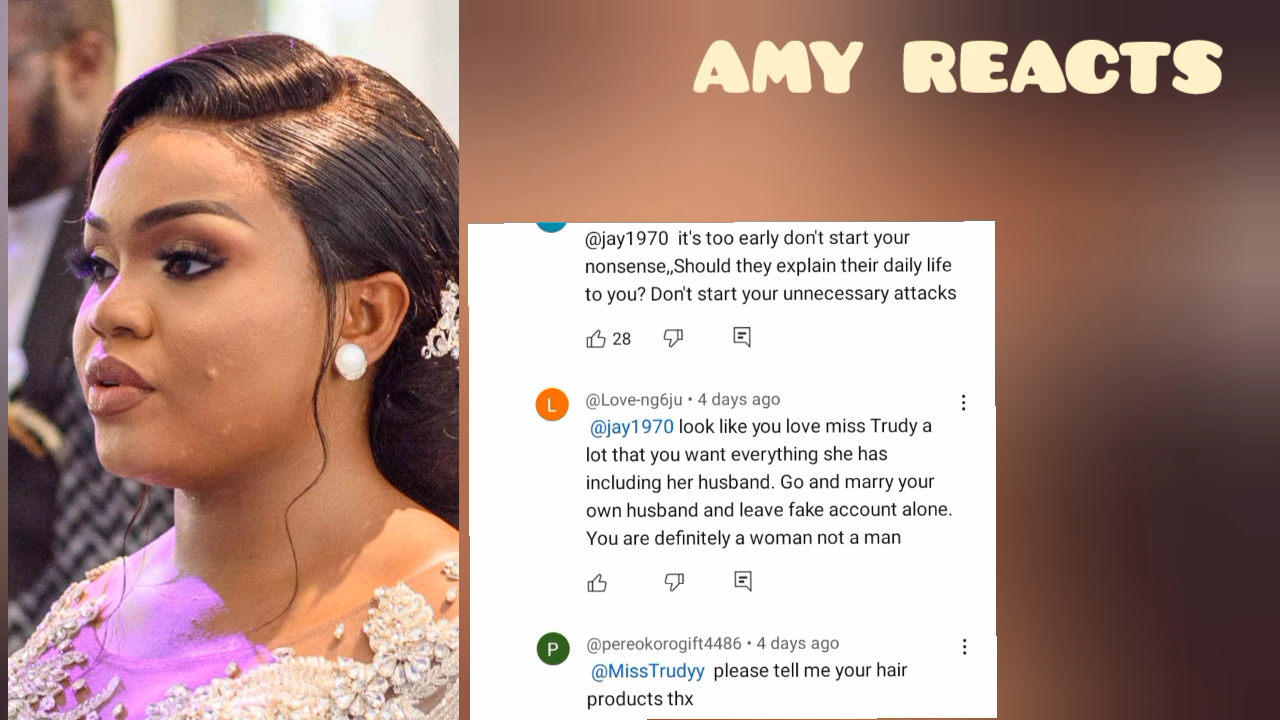 AMY REACTS
@jay1970 it's too early don't start your
nonsense,,Should they explain their daily life
to you? Don't start your unnecessary attacks
28
L
@Love-ng6ju • 4 days ago
@jay1970 look like you love miss Trudy a
lot that you want everything she has
including her husband. Go and marry your
own husband and leave fake account alone.
You are definitely a woman not a man
P
@pereokorogift4486 • 4 days ago
@MissTrudyy please tell me your hair
products thx